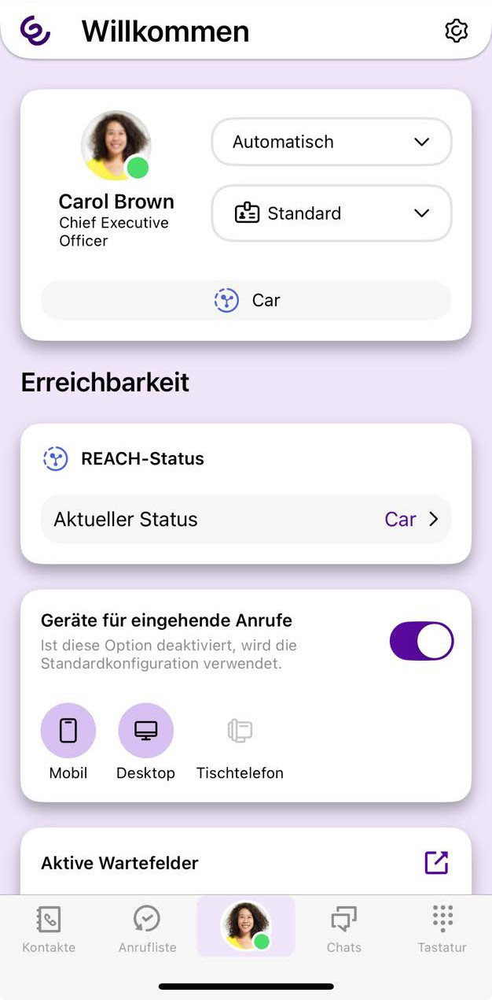 Willkommen
Automatisch
Standard
Carol Brown
Chief Executive
Officer
Car
Erreichbarkeit
REACH-Status
Aktueller Status
Car
Geräte für eingehende Anrufe
Ist diese Option deaktiviert, wird die
Standardkonfiguration verwendet.
Mobil
Desktop
Tischtelefon
Aktive Wartefelder
Kontakte
Anrufliste
Chats
Tastatur